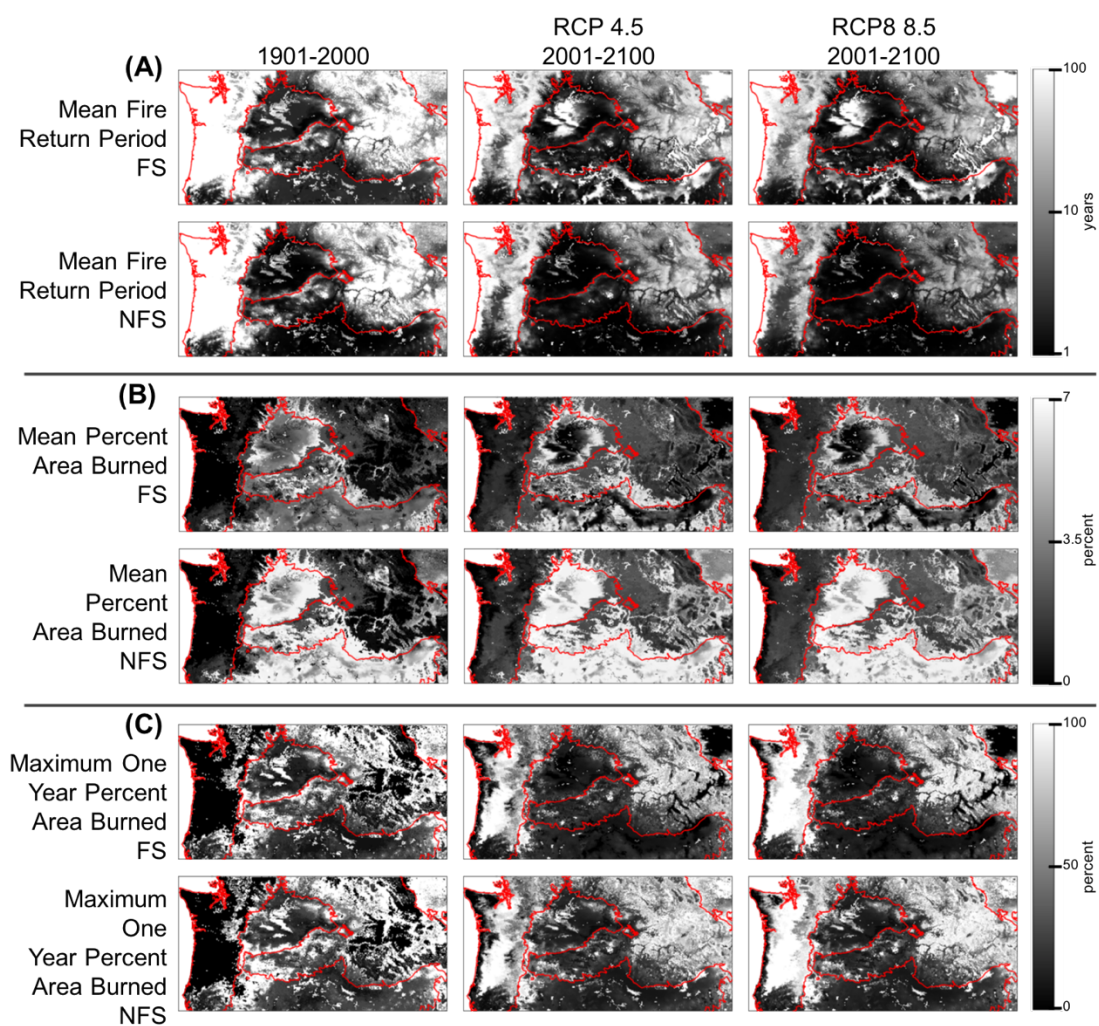 RCP 4.5
RCP8 8.5
1901-2000
2001-2100
2001-2100
(A)
Mean Fire
Return Period
FS
Mean Fire
Return Period
NFS
100
10
1
years
(B)
Mean Percent
Area Burned
FS
Mean
Percent
Area Burned
NFS
7
3.5
0
percent
(C)
Maximum One
Year Percent
Area Burned
FS
Maximum
One
Year Percent
Area Burned
NFS
100
50
0
percent